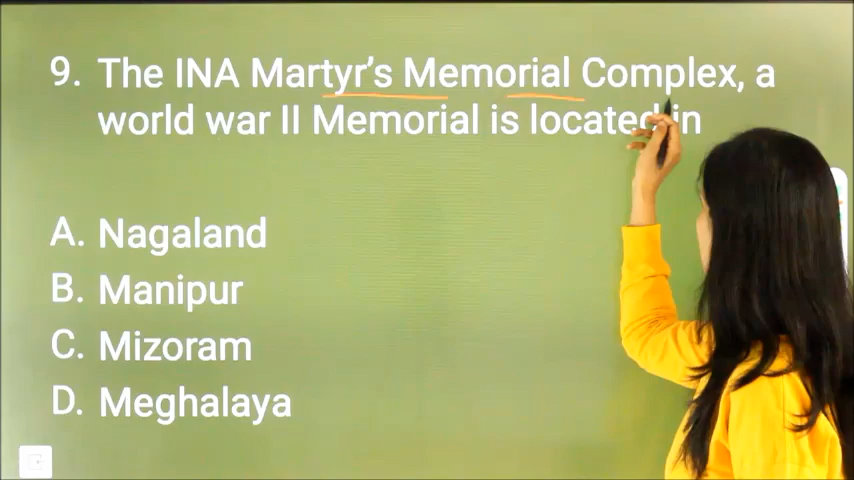 9. The INA Martyr's Memorial Complex, a
world war II Memorial is located in
A. Nagaland
B. Manipur
C. Mizoram
D. Meghalaya